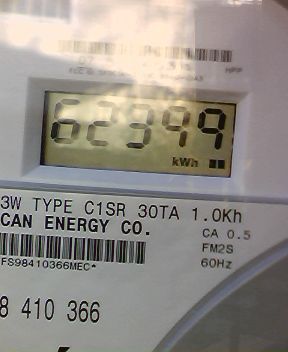 62399
kWh
3W TYPE C1SR 30TA 1.0Kh
CAN ENERGY CO.
CA 0.5
FM2S
60Hz
*FS98410366MEC*
8 410 366